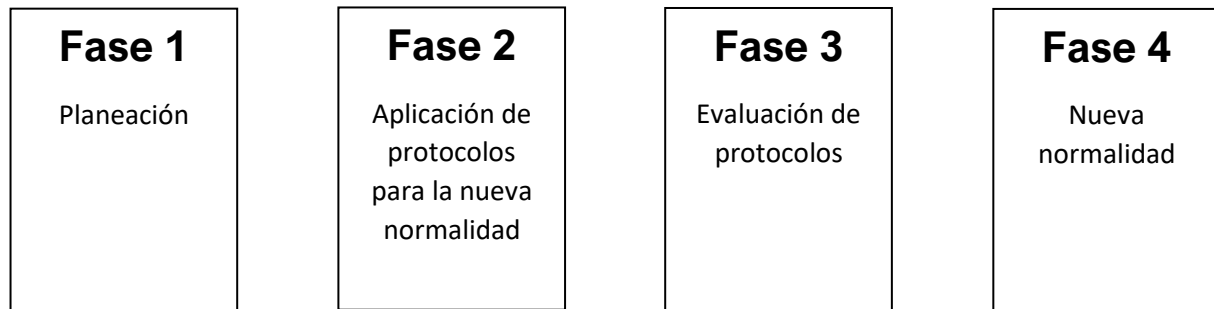 Fase 1
Planeación
Fase 2
Aplicación de
protocolos
para la nueva
normalidad
Fase 3
Evaluación de
protocolos
Fase 4
Nueva
normalidad